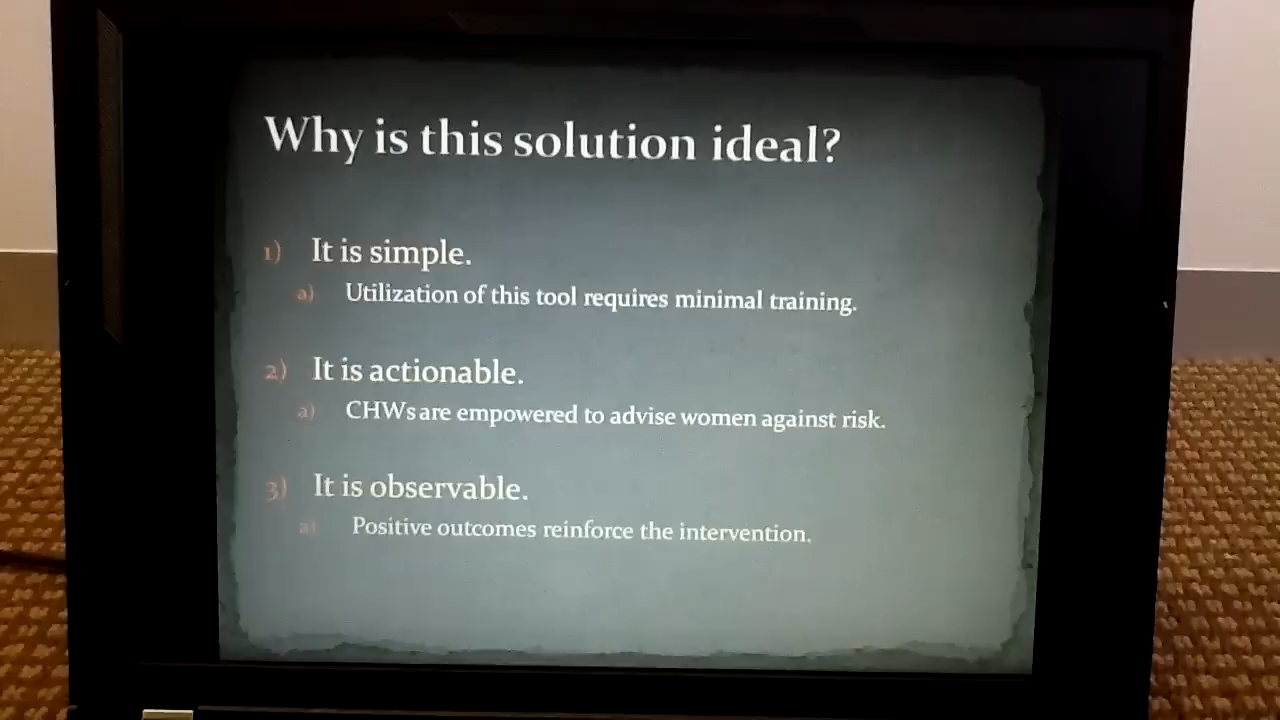 Why is this solution ideal?
1) It is simple.
a) Utilization of this tool requires minimal training.
2) It is actionable.
a) CHWs are empowered to advise women against risk.
3) It is observable.
a) Positive outcomes reinforce the intervention.